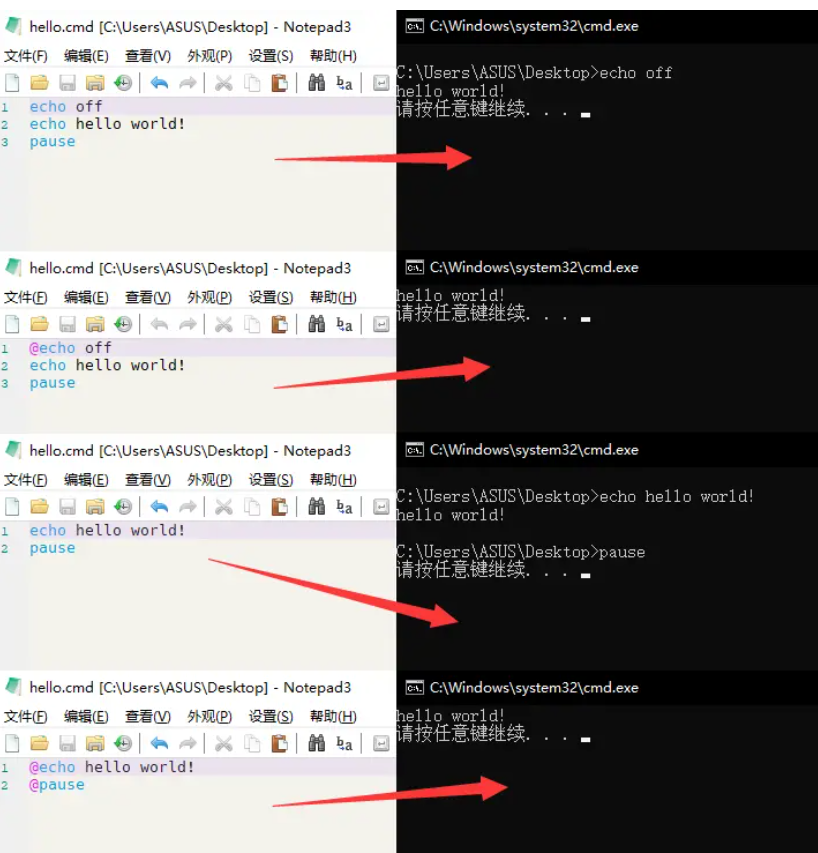 hello.cmd [C:\Users\ASUS\Desktop] - Notepad3
文件(F) 编辑(E) 查看(V) 外观(P) 设置(S) 帮助(H)
1 echo off
2 echo hello world!
3 pause
C:\Windows\system32\cmd.exe
C:\Users\ASUS\Desktop>echo off
hello world!
请按任意键继续. . .
hello.cmd [C:\Users\ASUS\Desktop] - Notepad3
文件(F) 编辑(E) 查看(V) 外观(P) 设置(S) 帮助(H)
1 @echo off
2 echo hello world!
3 pause
C:\Windows\system32\cmd.exe
hello world!
请按任意键继续. . .
hello.cmd [C:\Users\ASUS\Desktop] - Notepad3
文件(F) 编辑(E) 查看(V) 外观(P) 设置(S) 帮助(H)
1 echo hello world!
2 pause
C:\Windows\system32\cmd.exe
C:\Users\ASUS\Desktop>echo hello world!
hello world!
C:\Users\ASUS\Desktop>pause
请按任意键继续. . .
hello.cmd [C:\Users\ASUS\Desktop] - Notepad3
文件(F) 编辑(E) 查看(V) 外观(P) 设置(S) 帮助(H)
1 @echo hello world!
2 @pause
C:\Windows\system32\cmd.exe
hello world!
请按任意键继续. . .